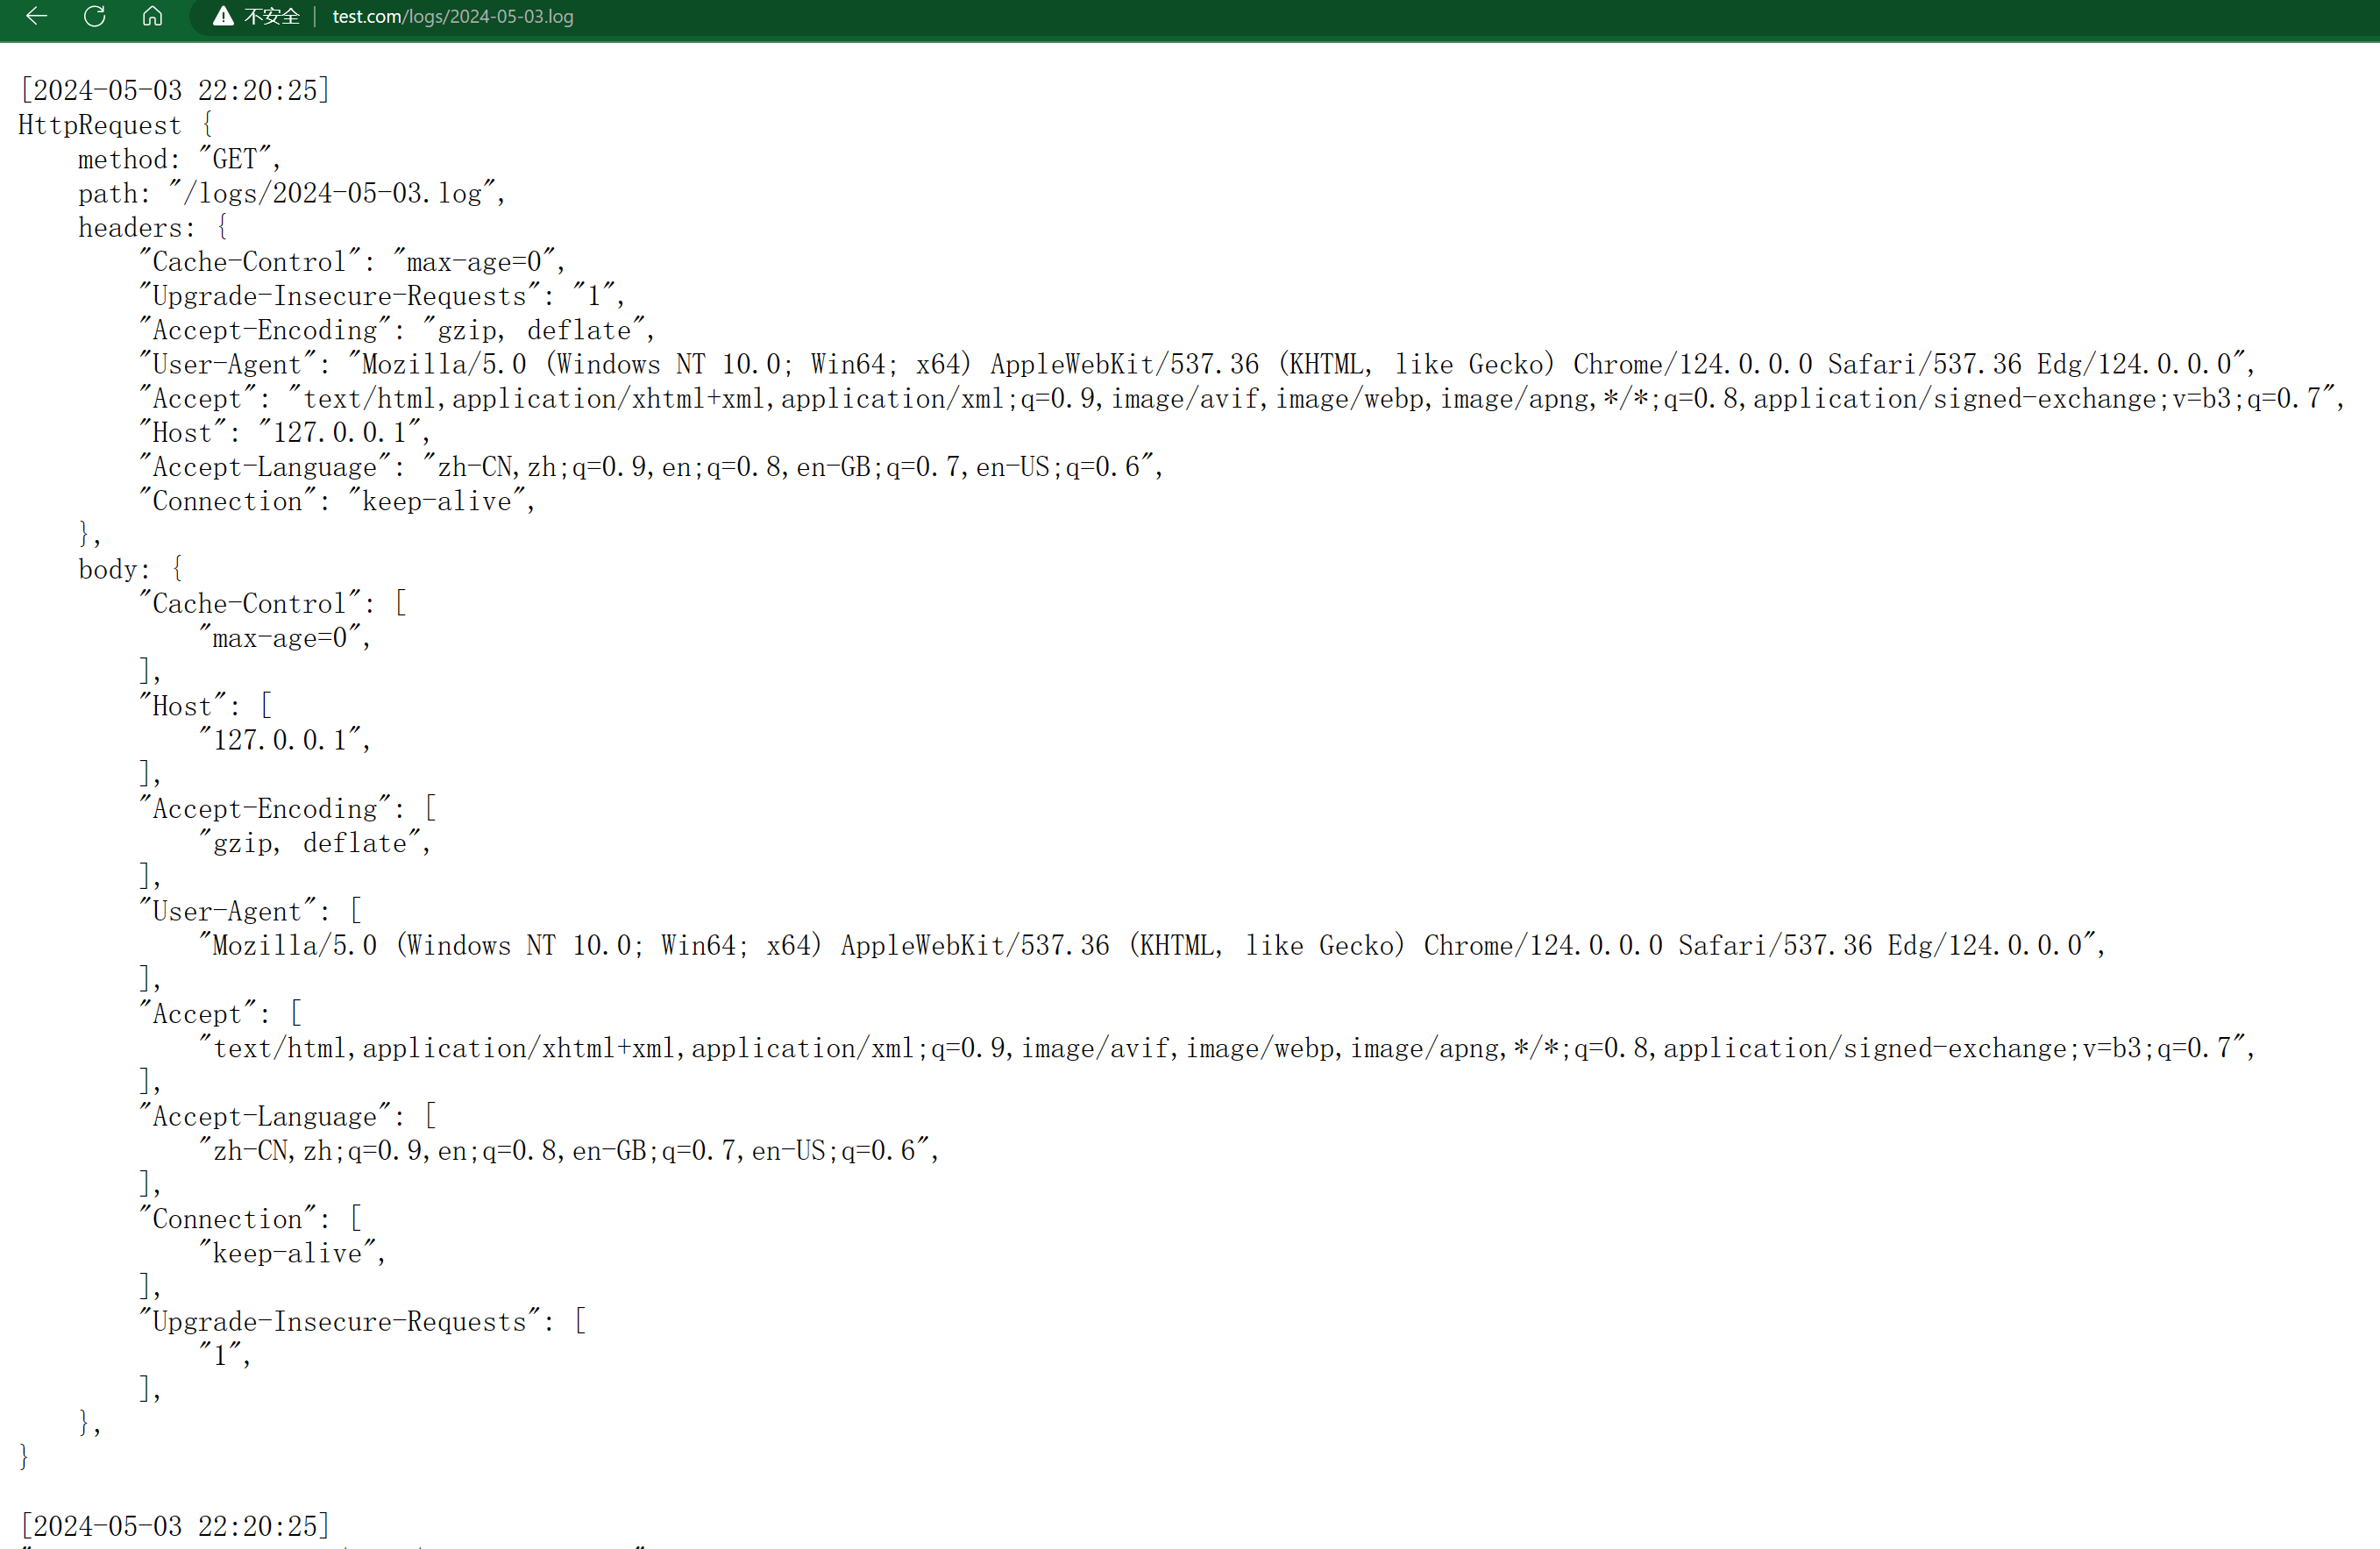 不安全 | test.com/logs/2024-05-03.log
[2024-05-03 22:20:25]
HttpRequest {
    method: "GET",
    path: "/logs/2024-05-03.log",
    headers: {
        "Cache-Control": "max-age=0",
        "Upgrade-Insecure-Requests": "1",
        "Accept-Encoding": "gzip, deflate",
        "User-Agent": "Mozilla/5.0 (Windows NT 10.0; Win64; x64) AppleWebKit/537.36 (KHTML, like Gecko) Chrome/124.0.0.0 Safari/537.36 Edg/124.0.0.0",
        "Accept": "text/html,application/xhtml+xml,application/xml;q=0.9,image/avif,image/webp,image/apng,*/*;q=0.8,application/signed-exchange;v=b3;q=0.7",
        "Host": "127.0.0.1",
        "Accept-Language": "zh-CN,zh;q=0.9,en;q=0.8,en-GB;q=0.7,en-US;q=0.6",
        "Connection": "keep-alive",
    },
    body: {
        "Cache-Control": [
            "max-age=0",
        ],
        "Host": [
            "127.0.0.1",
        ],
        "Accept-Encoding": [
            "gzip, deflate",
        ],
        "User-Agent": [
            "Mozilla/5.0 (Windows NT 10.0; Win64; x64) AppleWebKit/537.36 (KHTML, like Gecko) Chrome/124.0.0.0 Safari/537.36 Edg/124.0.0.0",
        ],
        "Accept": [
            "text/html,application/xhtml+xml,application/xml;q=0.9,image/avif,image/webp,image/apng,*/*;q=0.8,application/signed-exchange;v=b3;q=0.7",
        ],
        "Accept-Language": [
            "zh-CN,zh;q=0.9,en;q=0.8,en-GB;q=0.7,en-US;q=0.6",
        ],
        "Connection": [
            "keep-alive",
        ],
        "Upgrade-Insecure-Requests": [
            "1",
        ],
    },
}
[2024-05-03 22:20:25]